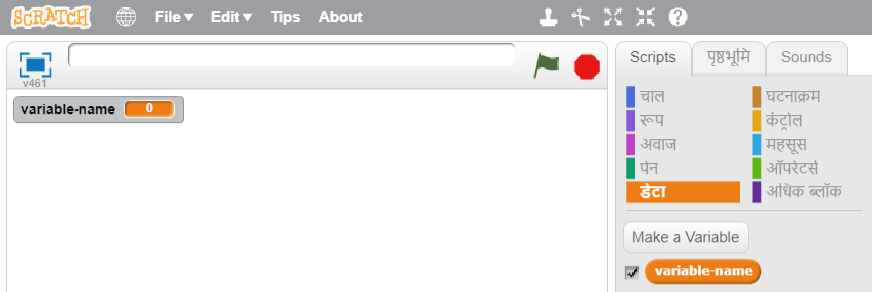 SCRATCH File Edit Tips About
v461
variable-name 0
Scripts पृष्ठभूमि Sounds
चाल घटनाक्रम
रूप कंट्रोल
अवाज महसूस
पेन ऑपरेटर्स
डेटा अधिक ब्लॉक
Make a Variable
variable-name